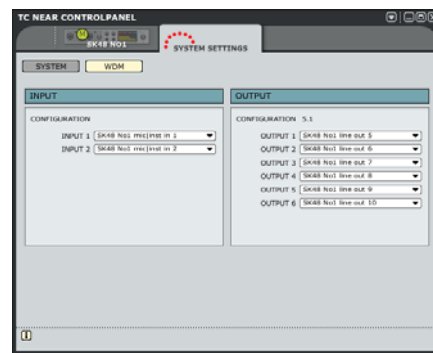 TC NEAR CONTROLPANEL
SK48 NO1
SYSTEM SETTINGS
SYSTEM
WDM
INPUT
CONFIGURATION
INPUT 1 SK48 No1 mic|inst in 1
INPUT 2 SK48 No1 mic|inst in 2
OUTPUT
CONFIGURATION 5.1
OUTPUT 1 SK48 No1 line out 5
OUTPUT 2 SK48 No1 line out 6
OUTPUT 3 SK48 No1 line out 7
OUTPUT 4 SK48 No1 line out 8
OUTPUT 5 SK48 No1 line out 9
OUTPUT 6 SK48 No1 line out 10
i